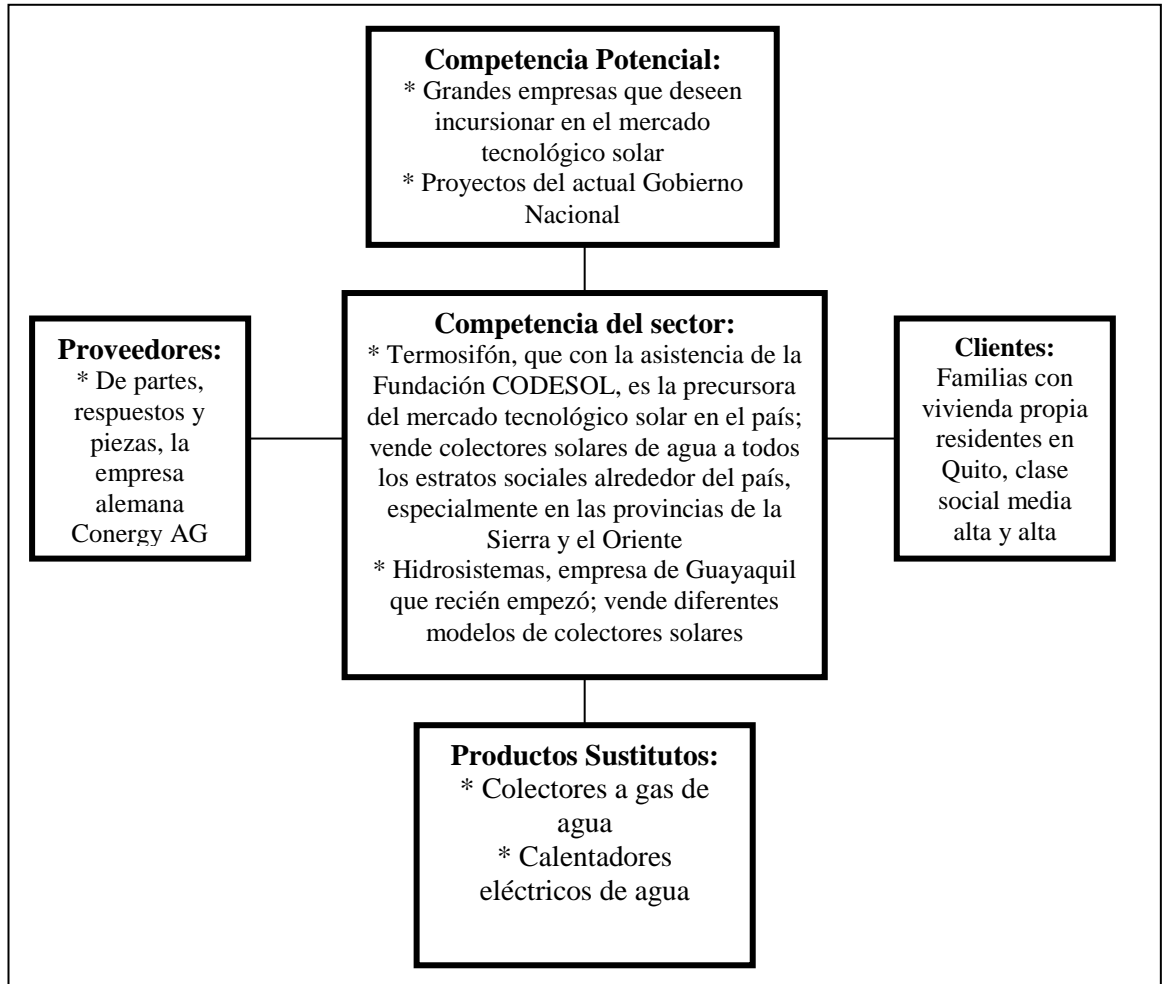 Competencia Potencial:
* Grandes empresas que deseen
incursionar en el mercado
tecnológico solar
* Proyectos del actual Gobierno
Nacional
Proveedores:
* De partes,
respuestos y
piezas, la
empresa
alemana
Conergy AG
Competencia del sector:
* Termosifón, que con la asistencia de la
Fundación CODESOL, es la precursora
del mercado tecnológico solar en el país;
vende colectores solares de agua a todos
los estratos sociales alrededor del país,
especialmente en las provincias de la
Sierra y el Oriente
* Hidrosistemas, empresa de Guayaquil
que recién empezó; vende diferentes
modelos de colectores solares
Clientes:
Familias con
vivienda propia
residentes en
Quito, clase
social media
alta y alta
Productos Sustitutos:
* Colectores a gas de
agua
* Calentadores
eléctricos de agua